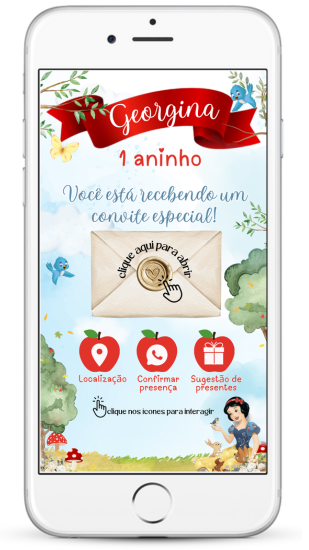 Georgina
1 aninho
Você está recebendo um
convite especial!
clique aqui para abrir
Localização
Confirmar
presença
Sugestão de
presentes
clique nos icones para interagir